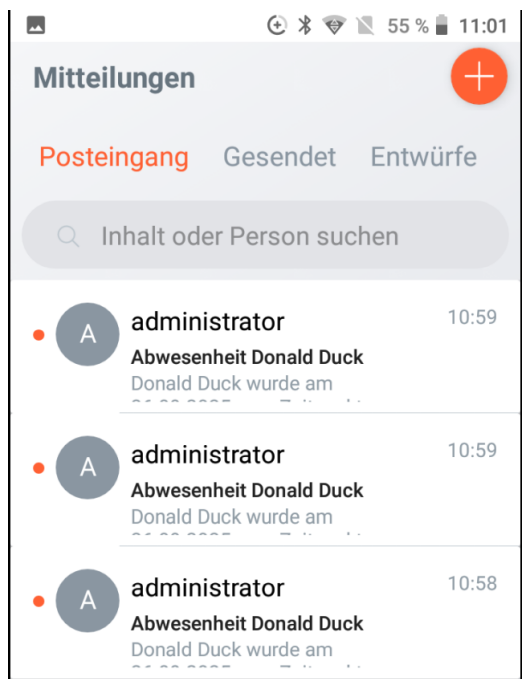 55 % 11:01
Mitteilungen
Posteingang Gesendet Entwürfe
Inhalt oder Person suchen
A administrator 10:59
Abwesenheit Donald Duck
Donald Duck wurde am
A administrator 10:59
Abwesenheit Donald Duck
Donald Duck wurde am
A administrator 10:58
Abwesenheit Donald Duck
Donald Duck wurde am